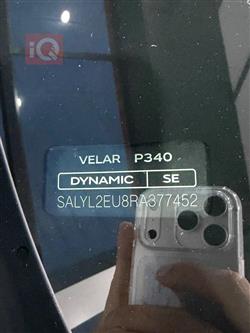 iQ
VELAR P340
DYNAMIC SE
SALYL2EU8RA377452